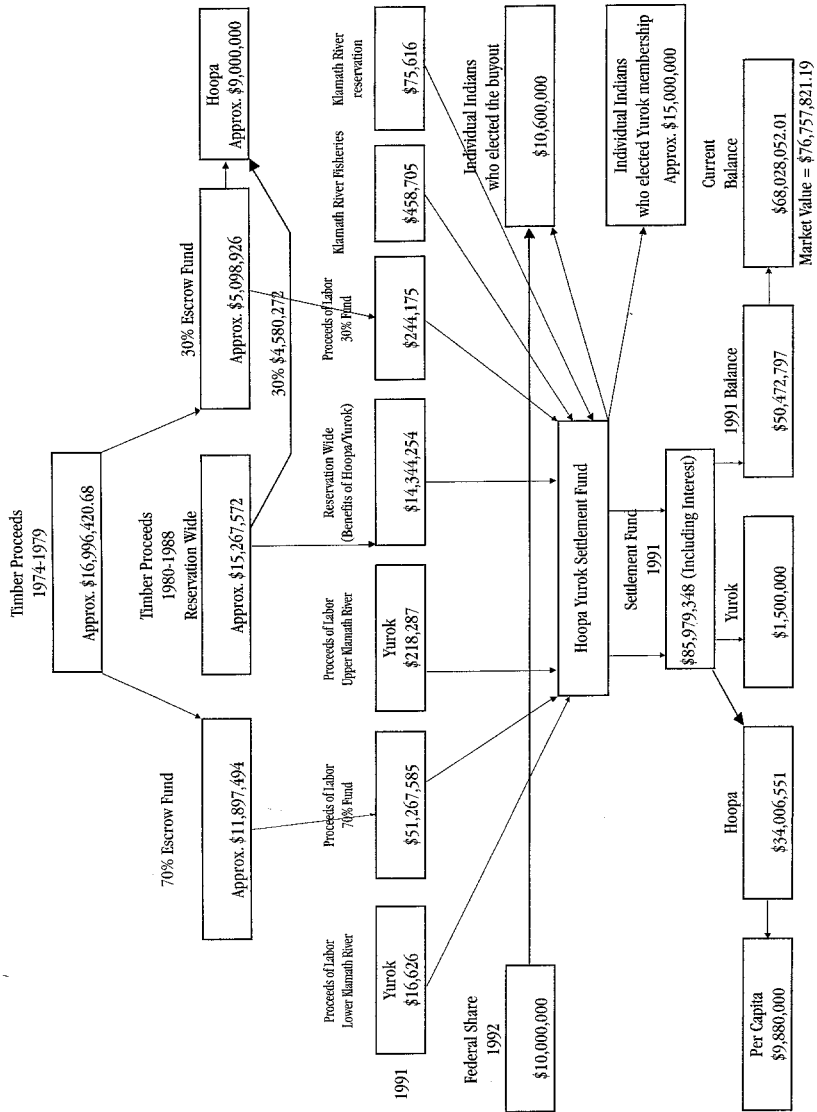 Timber Proceeds
1974-1979
Approx. $16,996,420.68
70% Escrow Fund
Approx. $11,897,494
Timber Proceeds
1980-1988
Reservation Wide
Approx. $15,267,572
30% Escrow Fund
Approx. $5,098,926
Hoopa
Approx. $9,000,000
30% $4,580,272
1991
Proceeds of Labor
Lower Klamath River
Yurok
$16,626
Proceeds of Labor
70% Fund
$51,267,585
Proceeds of Labor
Upper Klamath River
Yurok
$218,287
Reservation Wide
(Benefits of Hoopa/Yurok)
$14,344,254
Proceeds of Labor
30% Fund
$244,175
Klamath River Fisheries
$458,705
Klamath River
reservation
$75,616
Federal Share
1992
$10,000,000
Hoopa Yurok Settlement Fund
Individual Indians
who elected the buyout
$10,600,000
Settlement Fund
1991
$85,979,348 (Including Interest)
Individual Indians
who elected Yurok membership
Approx. $15,000,000
Per Capita
$9,880,000
Hoopa
$34,006,551
Yurok
$1,500,000
1991 Balance
$50,472,797
Current
Balance
$68,028,052.01
Market Value = $76,757,821.19